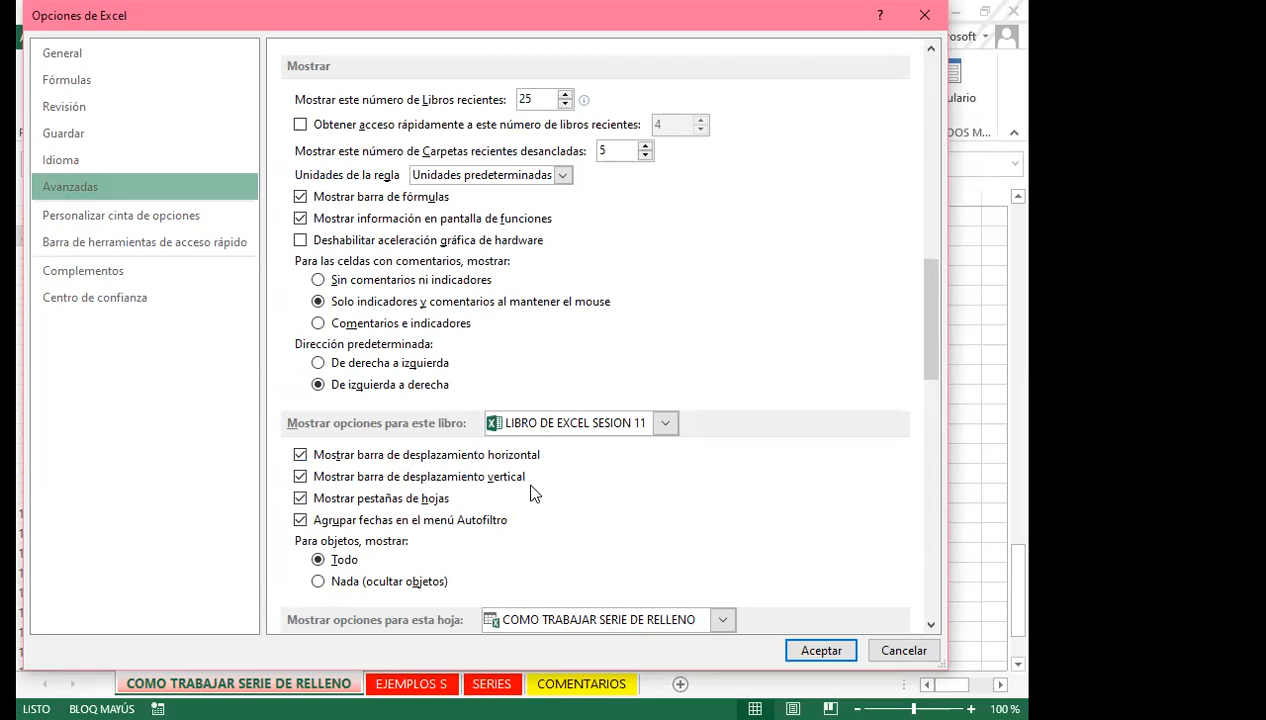 Opciones de Excel ?
osoft
General
Fórmulas
Revisión
Guardar
Idioma
Avanzadas
Personalizar cinta de opciones
Barra de herramientas de acceso rápido
Complementos
Centro de confianza
Mostrar
Mostrar este número de Libros recientes: 25
Obtener acceso rápidamente a este número de libros recientes: 4
Mostrar este número de Carpetas recientes desancladas: 5
Unidades de la regla Unidades predeterminadas
Mostrar barra de fórmulas
Mostrar información en pantalla de funciones
Deshabilitar aceleración gráfica de hardware
Para las celdas con comentarios, mostrar:
Sin comentarios ni indicadores
Solo indicadores y comentarios al mantener el mouse
Comentarios e indicadores
Dirección predeterminada:
De derecha a izquierda
De izquierda a derecha
Mostrar opciones para este libro: LIBRO DE EXCEL SESION 11
Mostrar barra de desplazamiento horizontal
Mostrar barra de desplazamiento vertical
Mostrar pestañas de hojas
Agrupar fechas en el menú Autofiltro
Para objetos, mostrar:
Todo
Nada (ocultar objetos)
Mostrar opciones para esta hoja: COMO TRABAJAR SERIE DE RELLENO
Aceptar Cancelar
ulario
DOS M...
COMO TRABAJAR SERIE DE RELLENO EJEMPLOS S SERIES COMENTARIOS
LISTO BLOQ MAYÚS 100 %